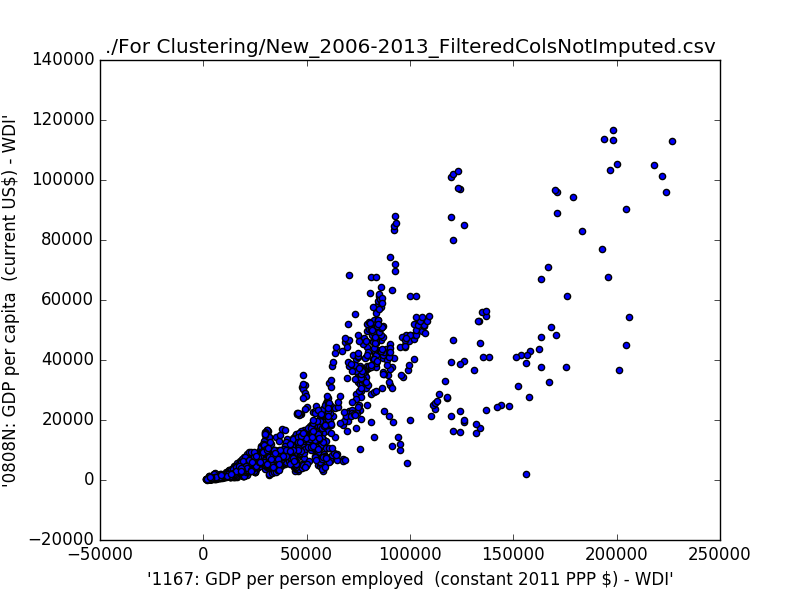 ./For Clustering/New_2006-2013_FilteredColsNotImputed.csv
140000
120000
100000
80000
60000
40000
20000
0
−20000
'0808N: GDP per capita  (current US$) - WDI'
−50000 0 50000 100000 150000 200000 250000
'1167: GDP per person employed  (constant 2011 PPP $) - WDI'